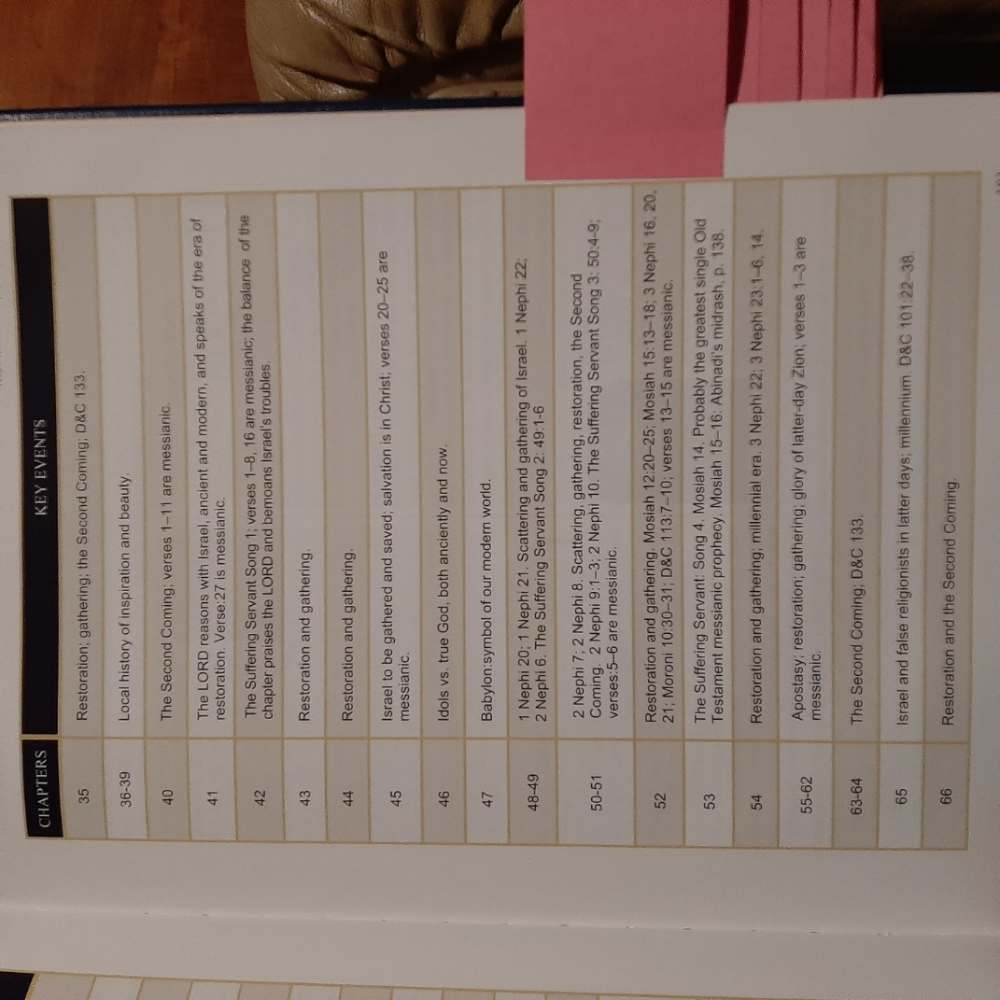 CHAPTERS KEY EVENTS
35 Restoration; gathering; the Second Coming; D&C 133.
36-39 Local history of inspiration and beauty.
40 The Second Coming; verses 1–11 are messianic.
41 The LORD reasons with Israel, ancient and modern, and speaks of the era of
restoration. Verse:27 is messianic.
42 The Suffering Servant Song 1; verses 1–8, 16 are messianic; the balance of the
chapter praises the LORD and bemoans Israel's troubles.
43 Restoration and gathering.
44 Restoration and gathering.
45 Israel to be gathered and saved; salvation is in Christ; verses 20–25 are
messianic.
46 Idols vs. true God, both anciently and now.
47 Babylon:symbol of our modern world.
48-49 1 Nephi 20; 1 Nephi 21. Scattering and gathering of Israel. 1 Nephi 22;
2 Nephi 6. The Suffering Servant Song 2: 49:1-6
50-51 2 Nephi 7; 2 Nephi 8. Scattering, gathering, restoration, the Second
Coming. 2 Nephi 9:1–3; 2 Nephi 10. The Suffering Servant Song 3: 50:4-9;
verses:5–6 are messianic.
52 Restoration and gathering. Mosiah 12:20–25; Mosiah 15:13–18; 3 Nephi 16, 20,
21; Moroni 10:30–31; D&C 113:7–10; verses 13–15 are messianic.
53 The Suffering Servant: Song 4. Mosiah 14. Probably the greatest single Old
Testament messianic prophecy. Mosiah 15–16: Abinadi's midrash, p. 138.
54 Restoration and gathering; millennial era. 3 Nephi 22; 3 Nephi 23:1–6, 14.
55-62 Apostasy; restoration; gathering; glory of latter-day Zion; verses 1–3 are
messianic.
63-64 The Second Coming; D&C 133.
65 Israel and false religionists in latter days; millennium. D&C 101:22–38.
66 Restoration and the Second Coming.